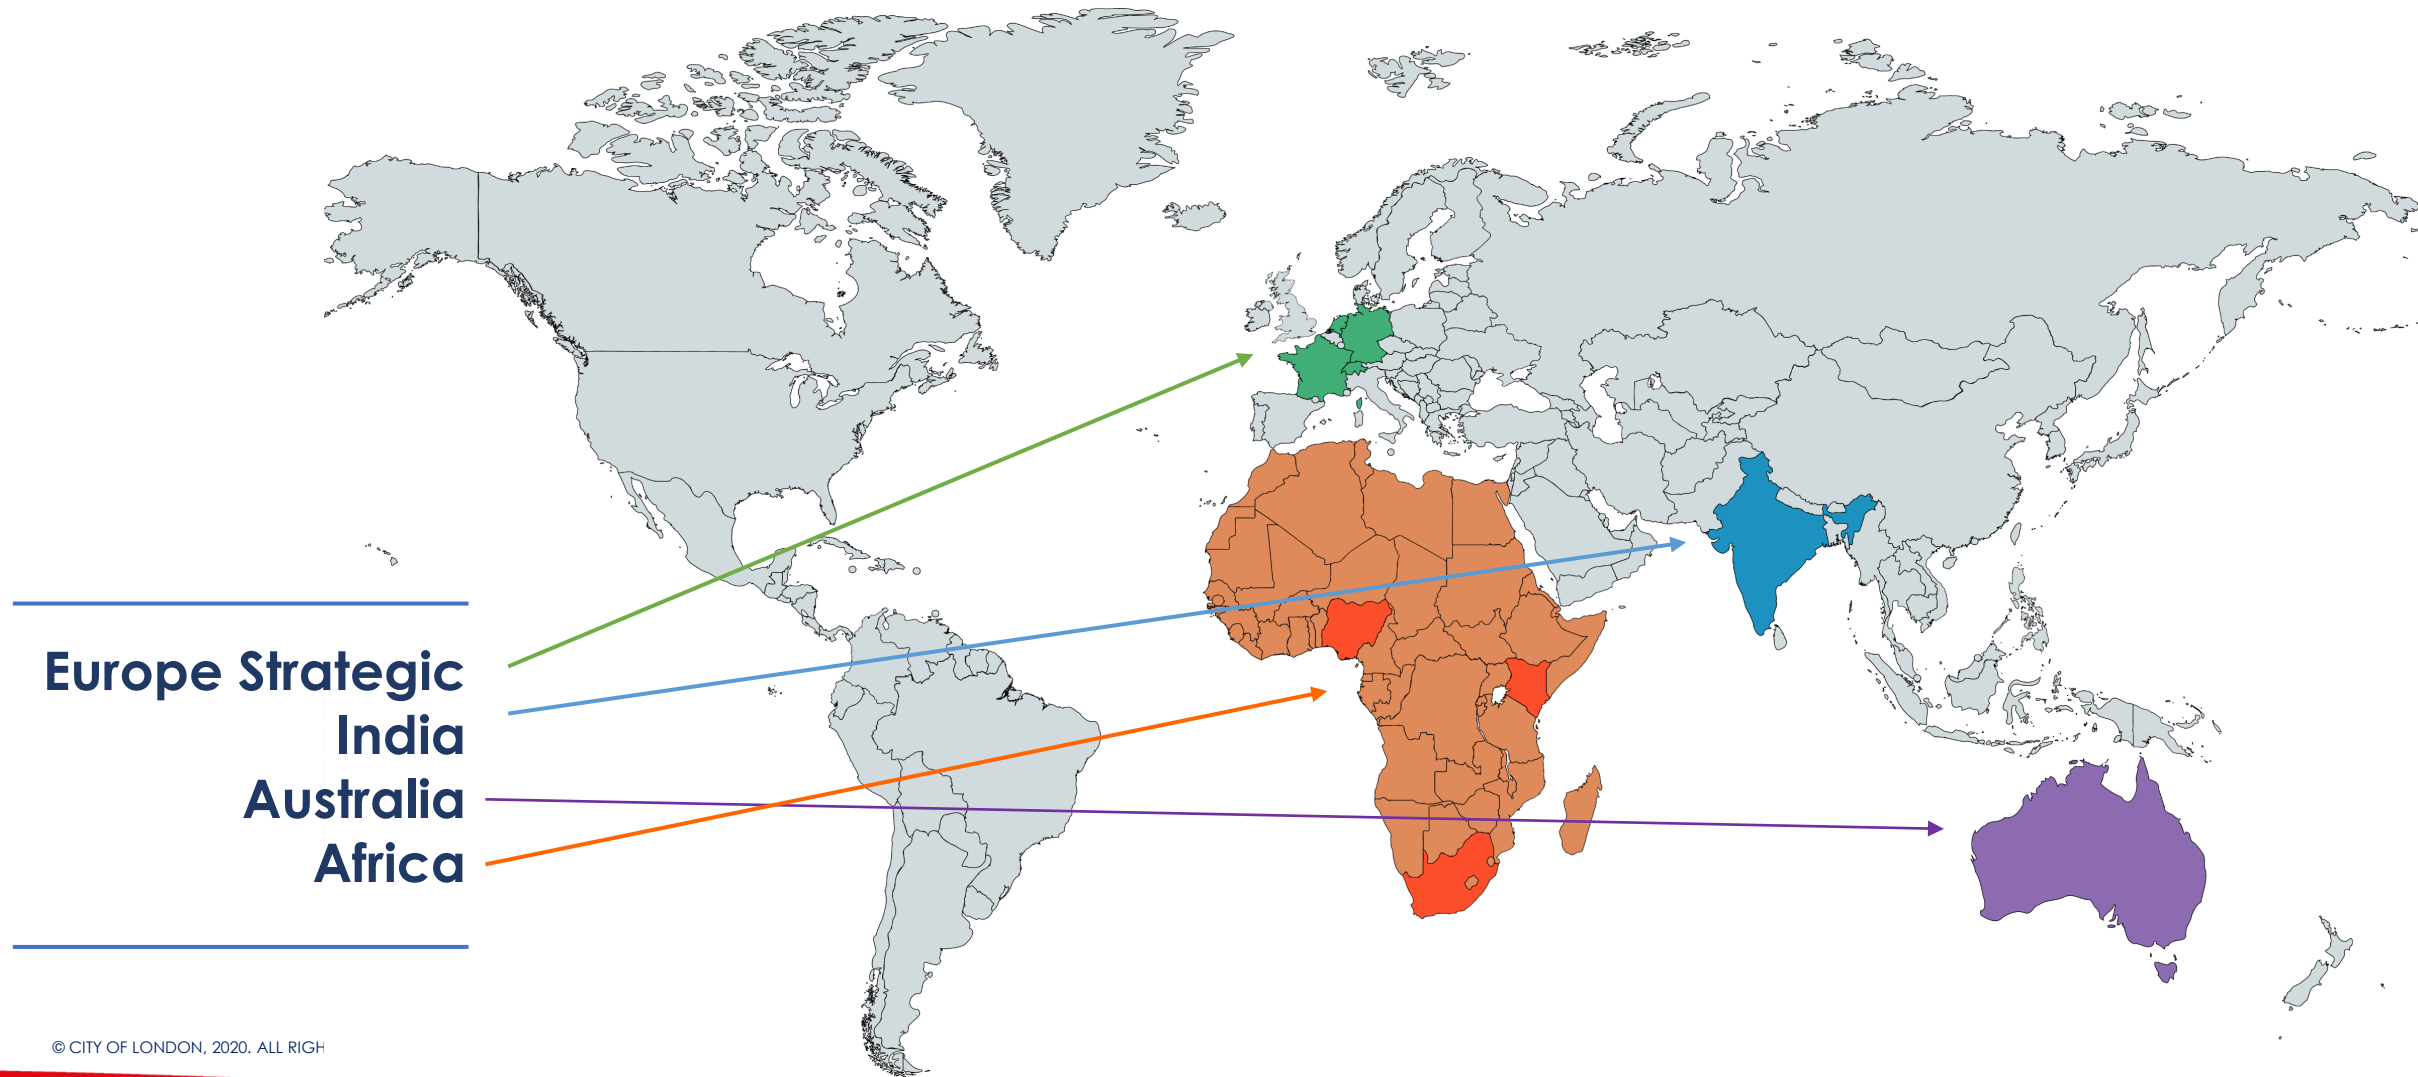 Europe Strategic
India
Australia
Africa
© CITY OF LONDON, 2020. ALL RIGH